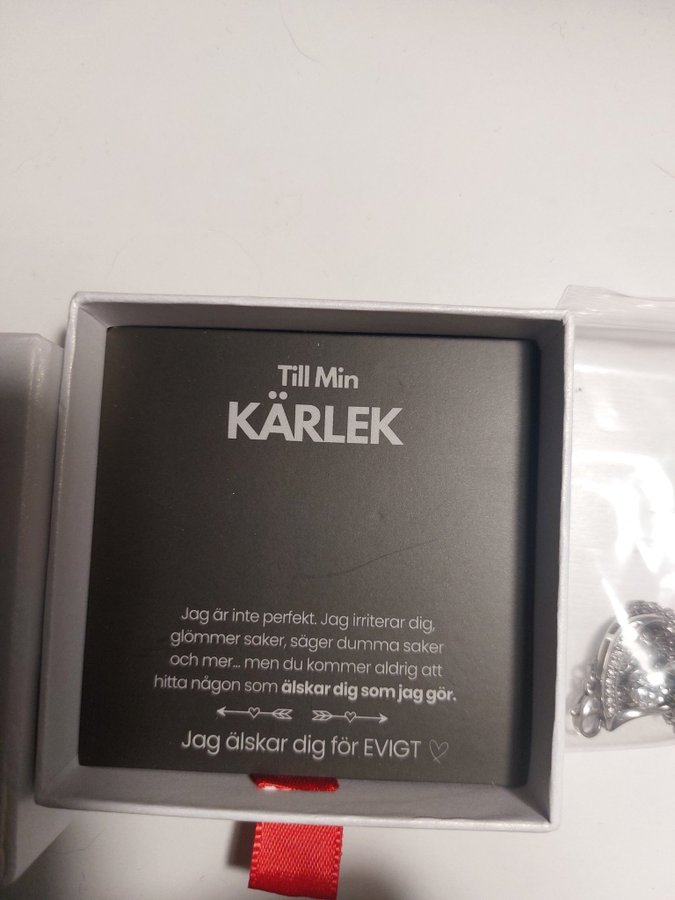 Till Min
KÄRLEK
Jag är inte perfekt. Jag irriterar dig,
glömmer saker, säger dumma saker
och mer... men du kommer aldrig att
hitta någon som älskar dig som jag gör.
Jag älskar dig för EVIGT